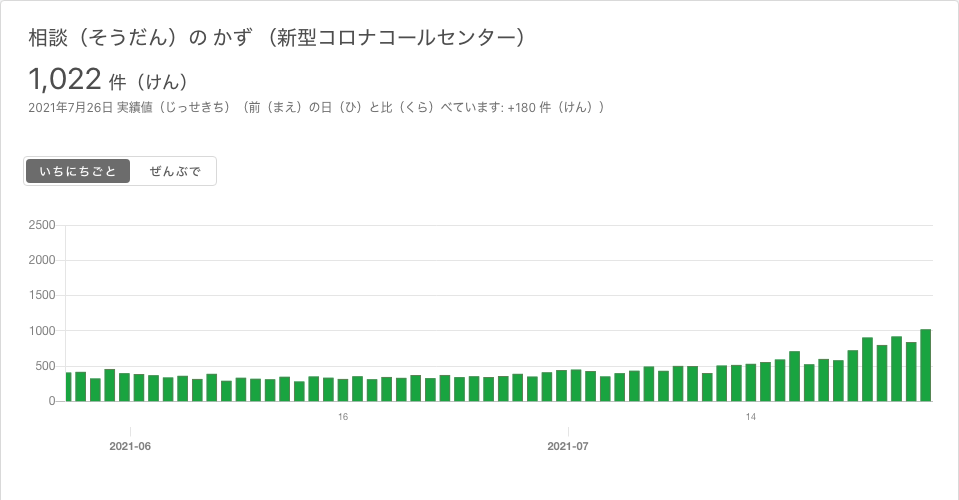 相談（そうだん）の かず （新型コロナコールセンター）
1,022 件（けん）
2021年7月26日 実績値（じっせきち）（前（まえ）の日（ひ）と比（くら）べています: +180 件（けん））
いちにちごと ぜんぶで
2500
2000
1500
1000
500
0
16 14
2021-06 2021-07